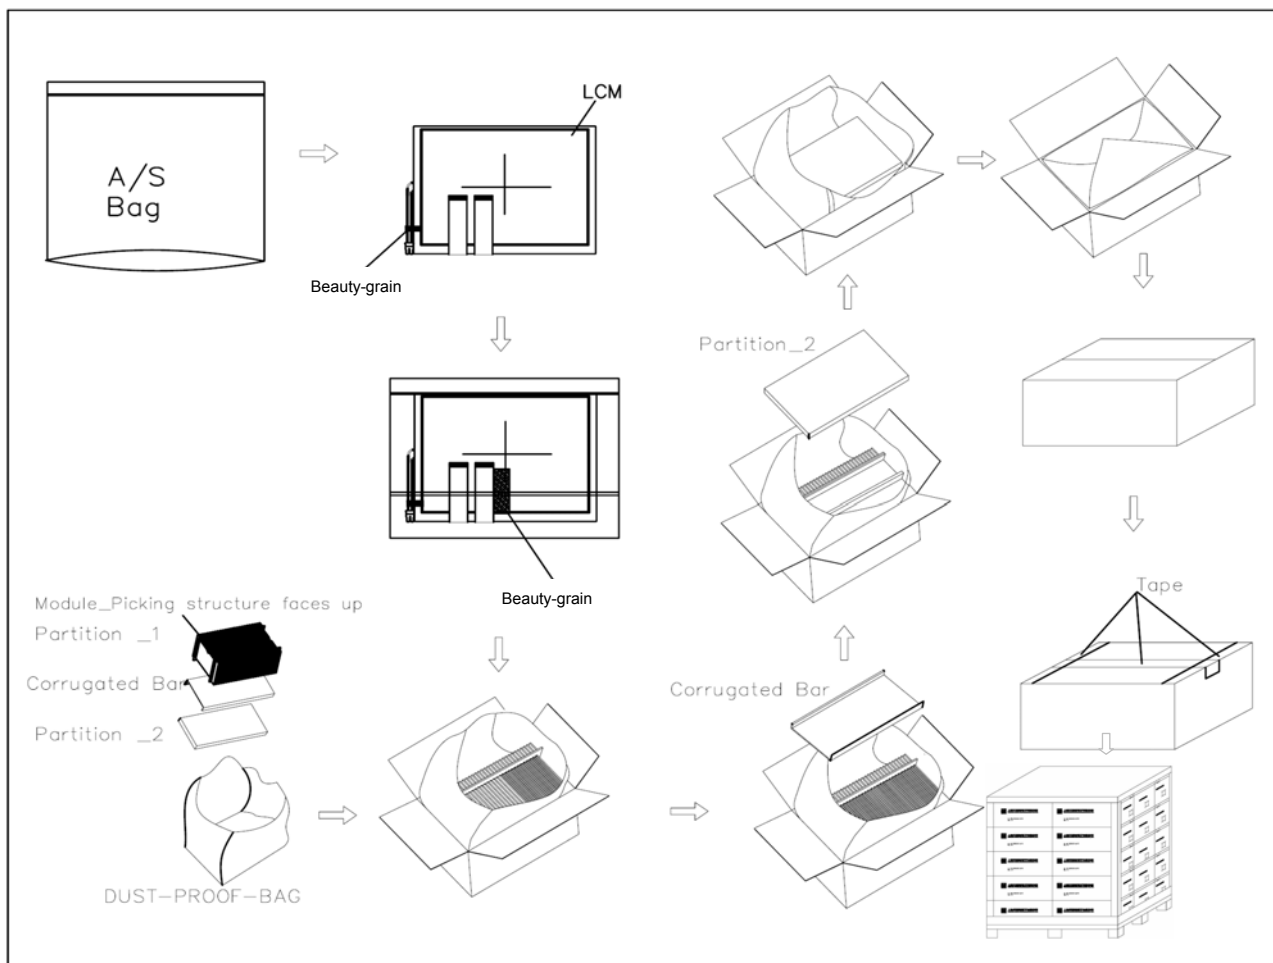 A/S
Bag
LCM
Beauty-grain
Beauty-grain
Module_Picking structure faces up
Partition _1
Corrugated Bar
Partition _2
DUST-PROOF-BAG
Corrugated Bar
Partition_2
Tape